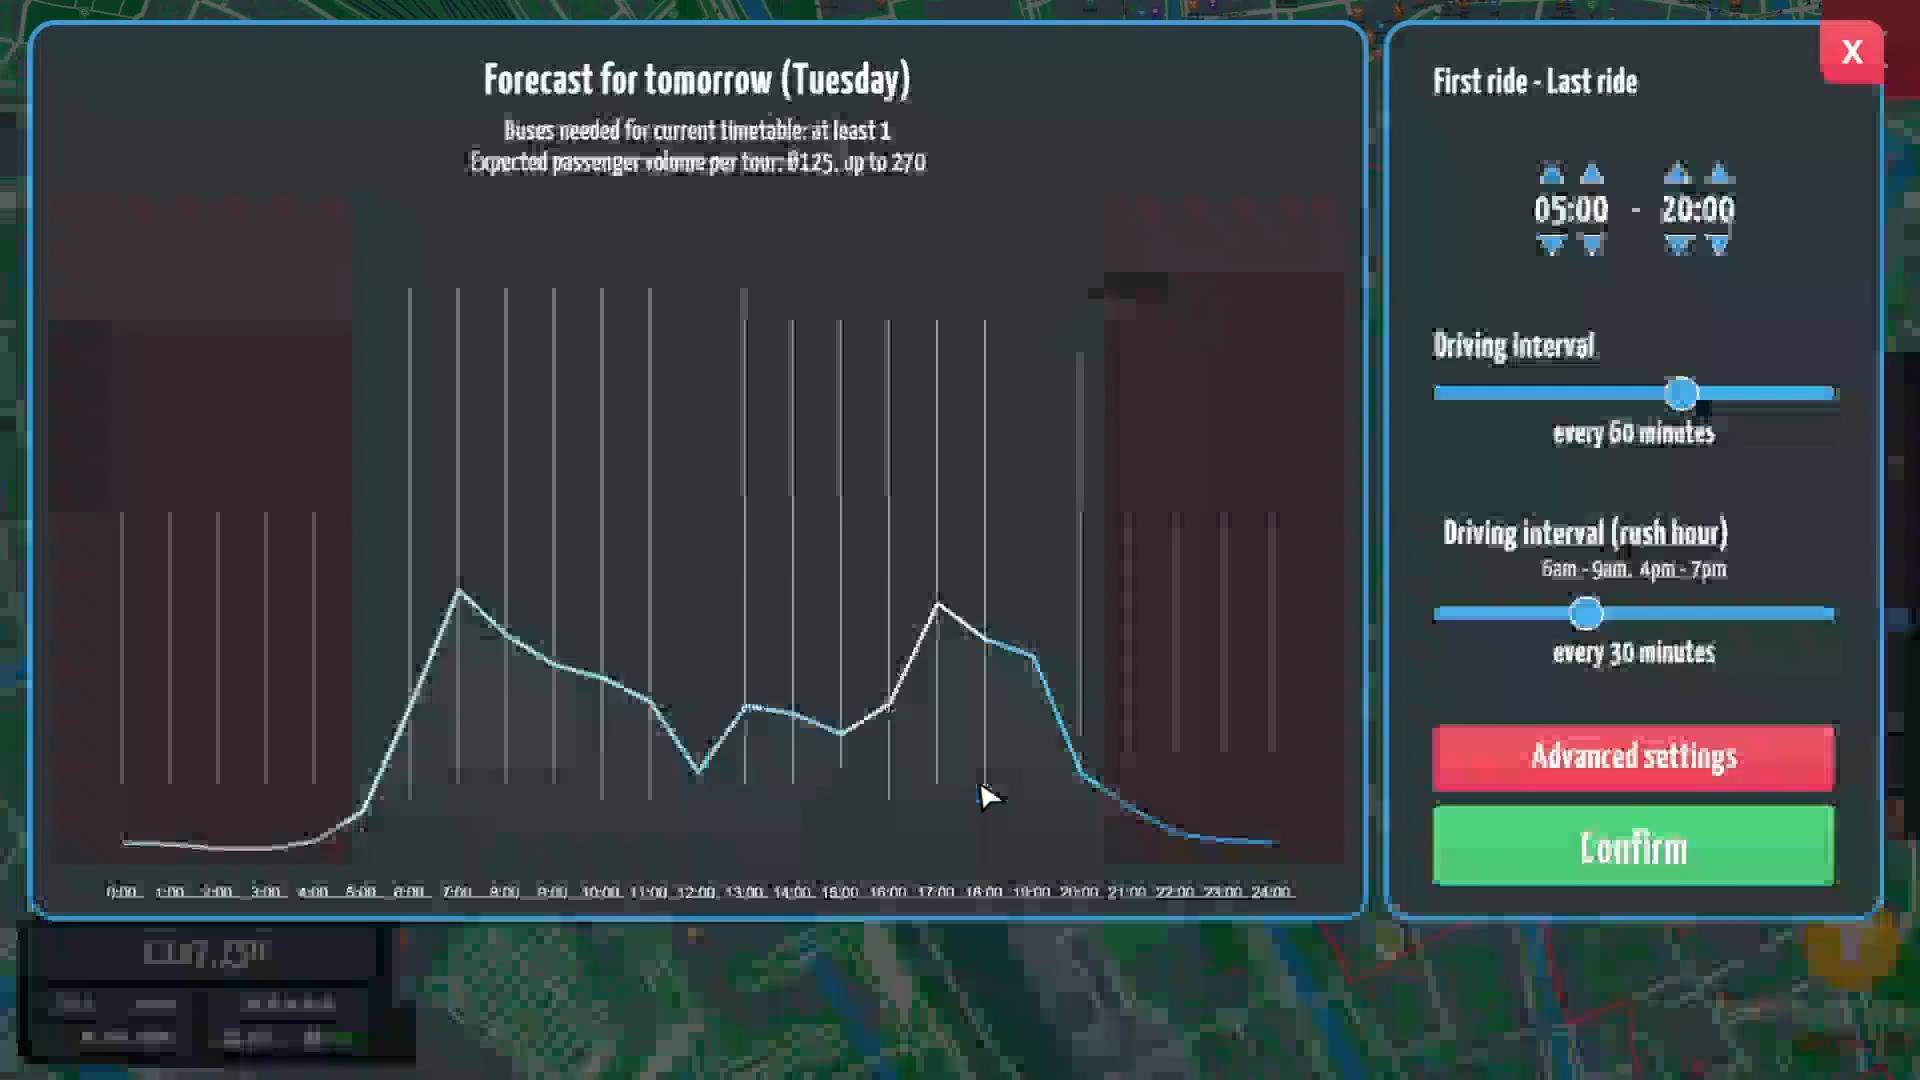 Forecast for tomorrow (Tuesday)
Buses needed for current timetable: at least 1
Expected passenger volume per tour: Ø125, up to 270
0:00 1:00 2:00 3:00 4:00 5:00 6:00 7:00 8:00 9:00 10:00 11:00 12:00 13:00 14:00 15:00 16:00 17:00 18:00 19:00 20:00 21:00 22:00 23:00 24:00
X
First ride - Last ride
05:00 - 20:00
Driving interval
every 60 minutes
Driving interval (rush hour)
6am - 9am, 4pm - 7pm
every 30 minutes
Advanced settings
Confirm